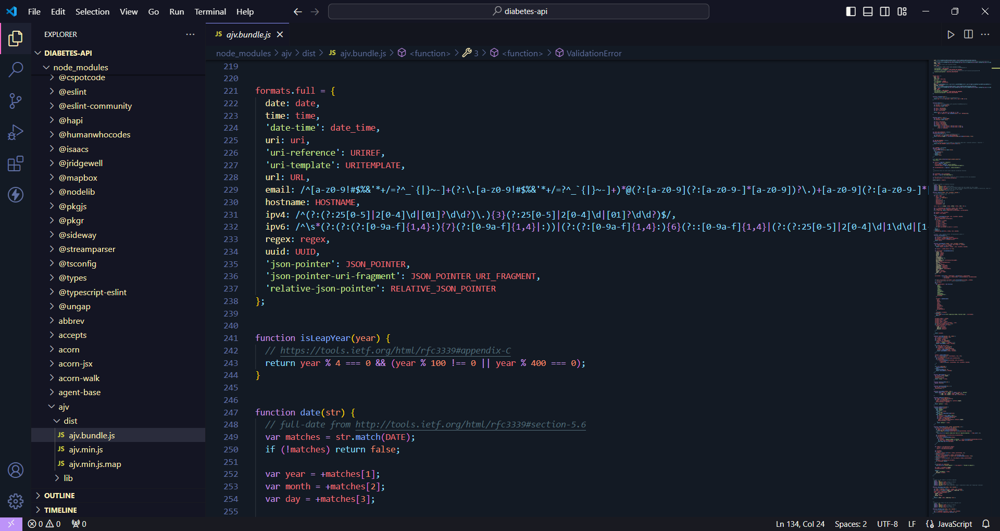 File Edit Selection View Go Run Terminal Help
diabetes-api
EXPLORER
DIABETES-API
node_modules
@cspotcode
@eslint
@eslint-community
@hapi
@humanwhocodes
@isaacs
@jridgewell
@mapbox
@nodelib
@pkgjs
@pkgr
@sideway
@streamparser
@tsconfig
@types
@typescript-eslint
@ungap
abbrev
accepts
acorn
acorn-jsx
acorn-walk
agent-base
ajv
dist
JS ajv.bundle.js
JS ajv.min.js
JS ajv.min.js.map
lib
OUTLINE
TIMELINE
JS ajv.bundle.js
node_modules > ajv > dist > JS ajv.bundle.js > <function> > 3 > <function> > ValidationError
219
220
221 formats.full = {
222 date: date,
223 time: time,
224 'date-time': date_time,
225 uri: uri,
226 'uri-reference': URIREF,
227 'uri-template': URITEMPLATE,
228 url: URL,
229 email: /^[a-z0-9!#$%&'*+/=?^_`{|}~-]+(?:\.[a-z0-9!#$%&'*+/=?^_`{|}~-]+)*@(?:[a-z0-9](?:[a-z0-9-]*[a-z0-9])?\.)+[a-z0-9](?:[a-z0-9-]*[
230 hostname: HOSTNAME,
231 ipv4: /^(?:(?:25[0-5]|2[0-4]\d|[01]?\d\d?)\.){3}(?:25[0-5]|2[0-4]\d|[01]?\d\d?)$/,
232 ipv6: /^\s*(?:(?:(?:[0-9a-f]{1,4}:){7}(?:[0-9a-f]{1,4}|:))|(?:(?:[0-9a-f]{1,4}:){6}(?::[0-9a-f]{1,4}|(?:(?:25[0-5]|2[0-4]\d|1\d\d|[1-
233 regex: regex,
234 uuid: UUID,
235 'json-pointer': JSON_POINTER,
236 'json-pointer-uri-fragment': JSON_POINTER_URI_FRAGMENT,
237 'relative-json-pointer': RELATIVE_JSON_POINTER
238 };
239
240
241 function isLeapYear(year) {
242 // https://tools.ietf.org/html/rfc3339#appendix-C
243 return year % 4 === 0 && (year % 100 !== 0 || year % 400 === 0);
244 }
245
246
247 function date(str) {
248 // full-date from http://tools.ietf.org/html/rfc3339#section-5.6
249 var matches = str.match(DATE);
250 if (!matches) return false;
251
252 var year = +matches[1];
253 var month = +matches[2];
254 var day = +matches[3];
255
0 0 0
Ln 134, Col 24 Spaces: 2 UTF-8 LF JavaScript